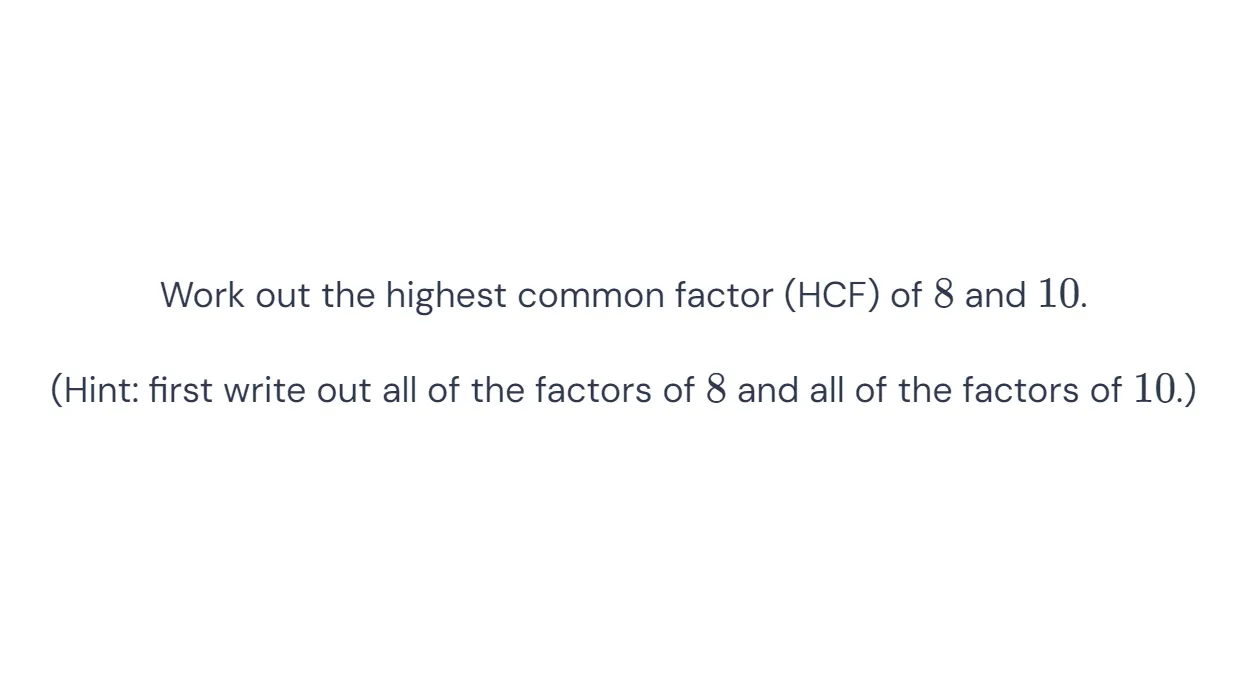 Work out the highest common factor (HCF) of 8 and 10.
(Hint: first write out all of the factors of 8 and all of the factors of 10.)